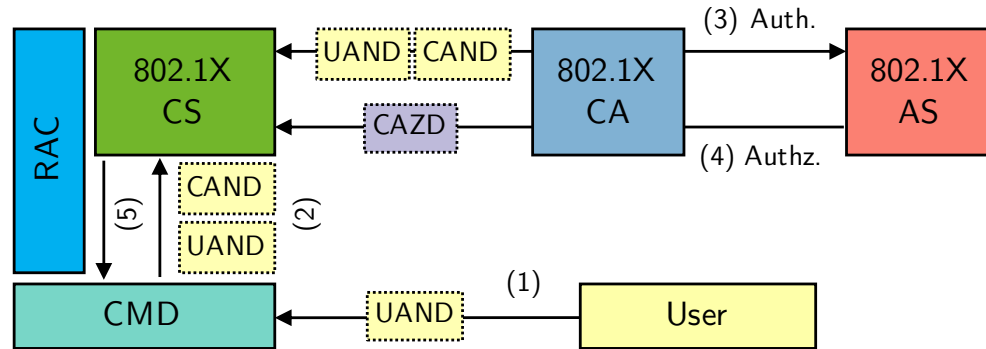 RAC
802.1X
CS
UAND
CAND
802.1X
CA
(3) Auth.
802.1X
AS
CAZD
(4) Authz.
(5)
CAND
UAND
(2)
CMD
UAND
(1)
User